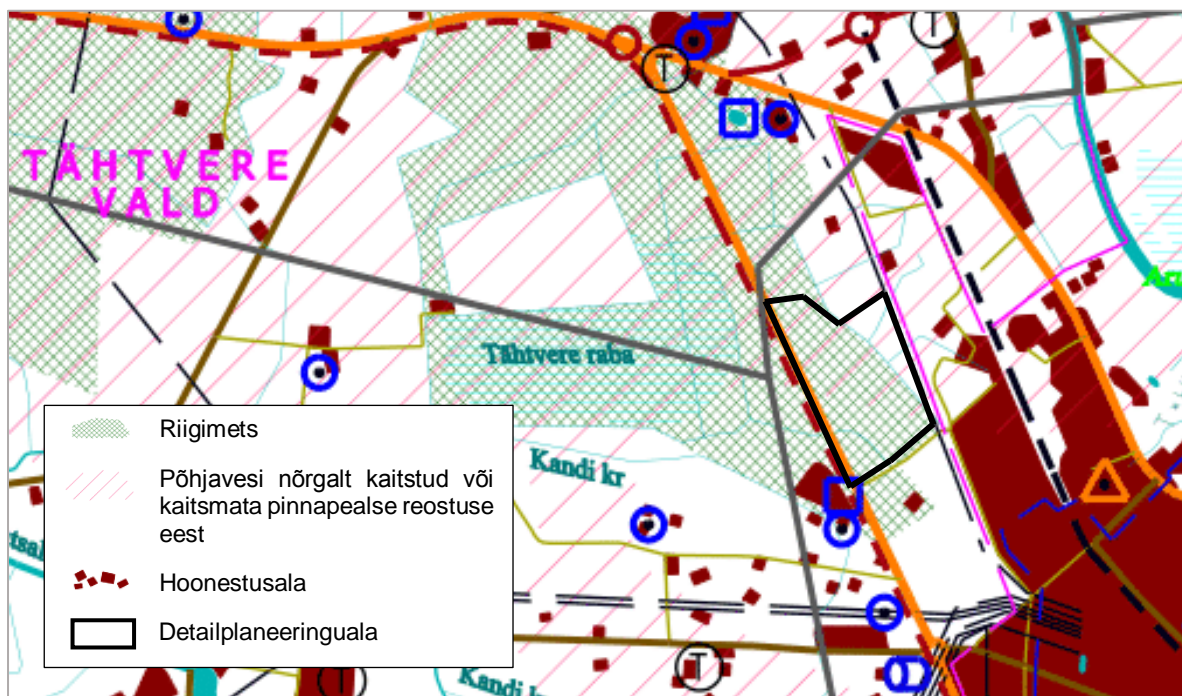 T
T
TÄHTVERE
VALD
Tähtvere raba
Kandi kr
Riigimets
Põhjavesi nõrgalt kaitstud või
kaitsmata pinnapealse reostuse
eest
Hoonestusala
Detailplaneeringuala
T
T